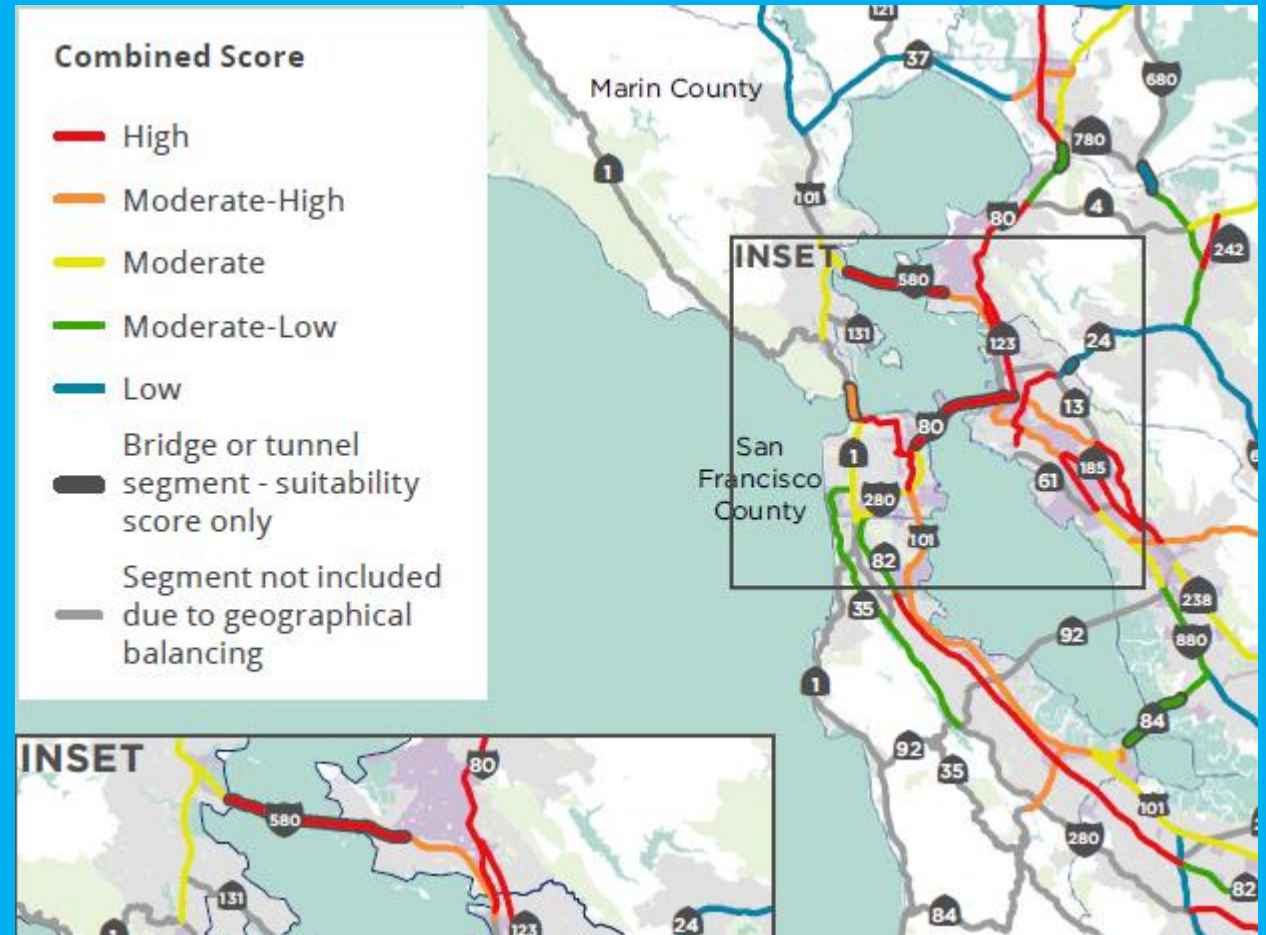 Combined Score
High
Moderate-High
Moderate
Moderate-Low
Low
Bridge or tunnel
segment - suitability
score only
Segment not included
due to geographical
balancing
121
37
Marin County
680
780
1
101
4
80
242
INSET
580
131
123
24
13
80
San
Francisco
County
1
185
61
280
101
82
238
35
92
880
1
84
92
35
101
280
82
84
INSET
80
580
131
123
24
1